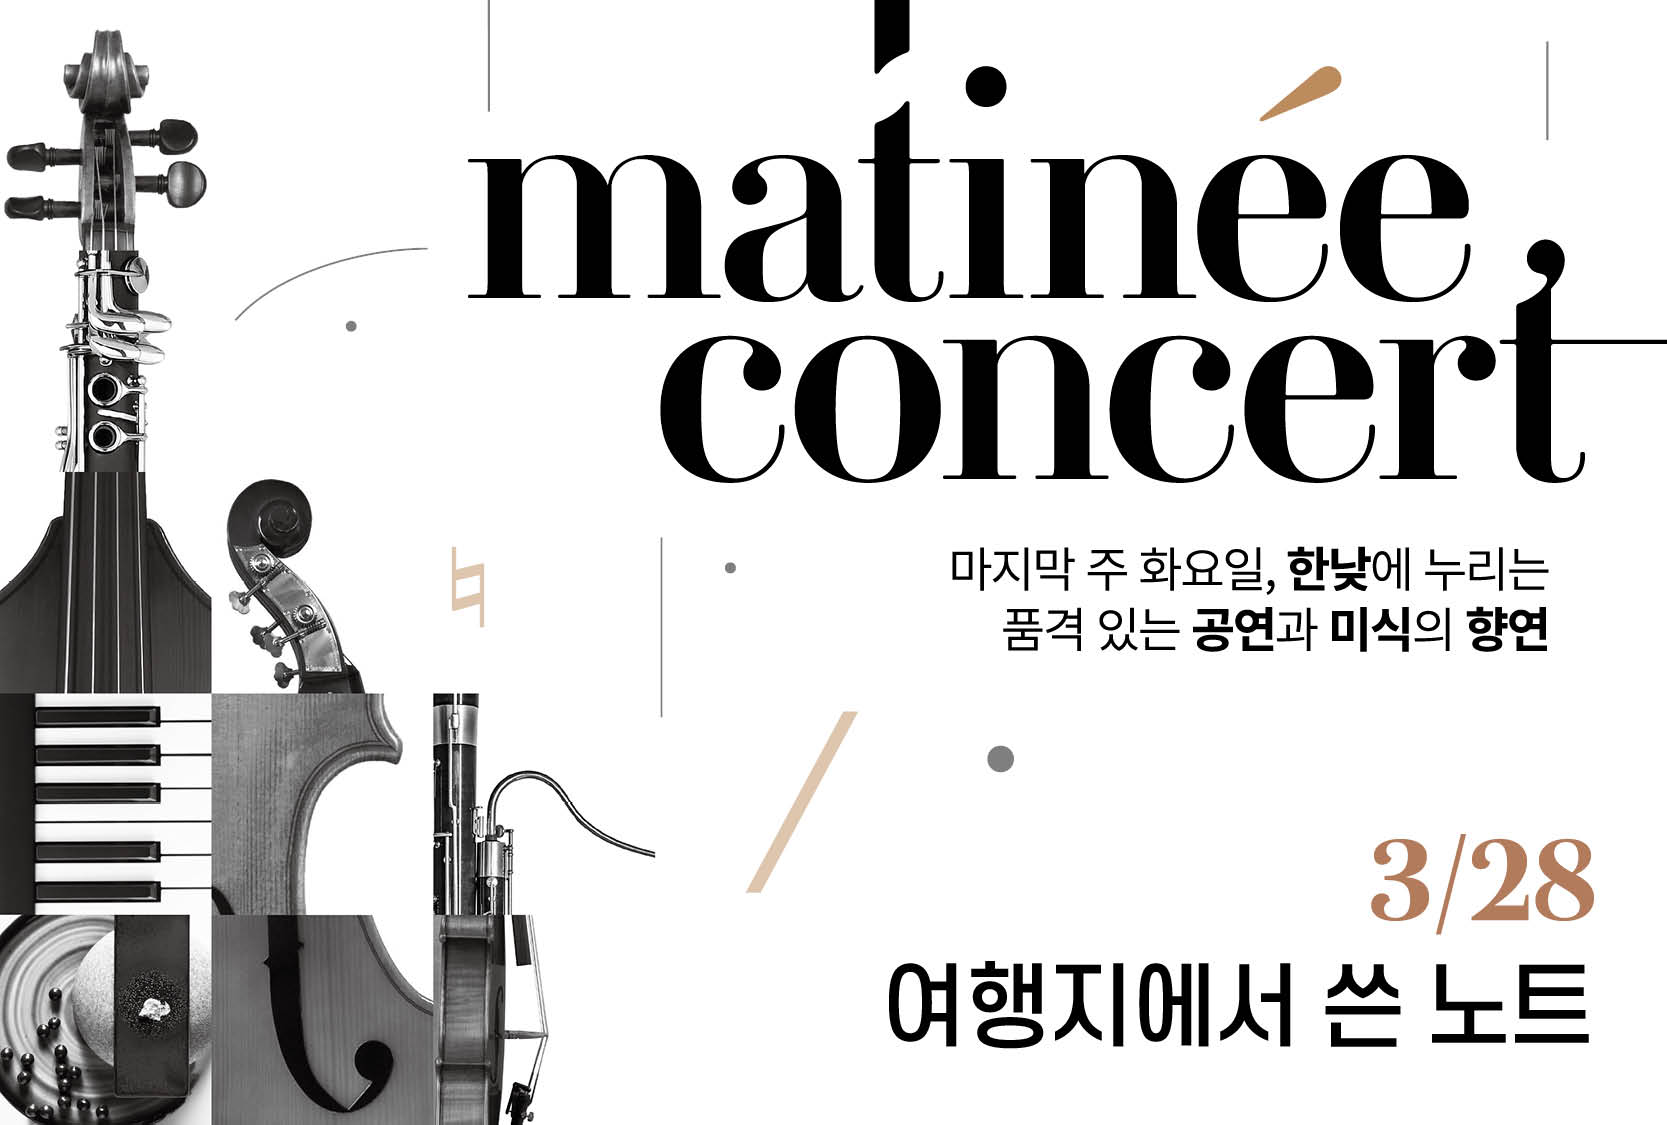 matinée
concert
마지막 주 화요일, 한낮에 누리는
품격 있는 공연과 미식의 향연
3/28
여행지에서 쓴 노트